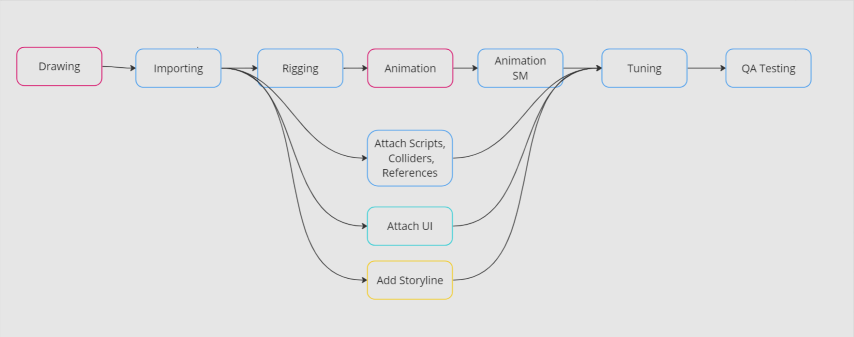 Drawing
Importing
Rigging
Animation
Animation
SM
Tuning
QA Testing
Attach Scripts,
Colliders,
References
Attach UI
Add Storyline